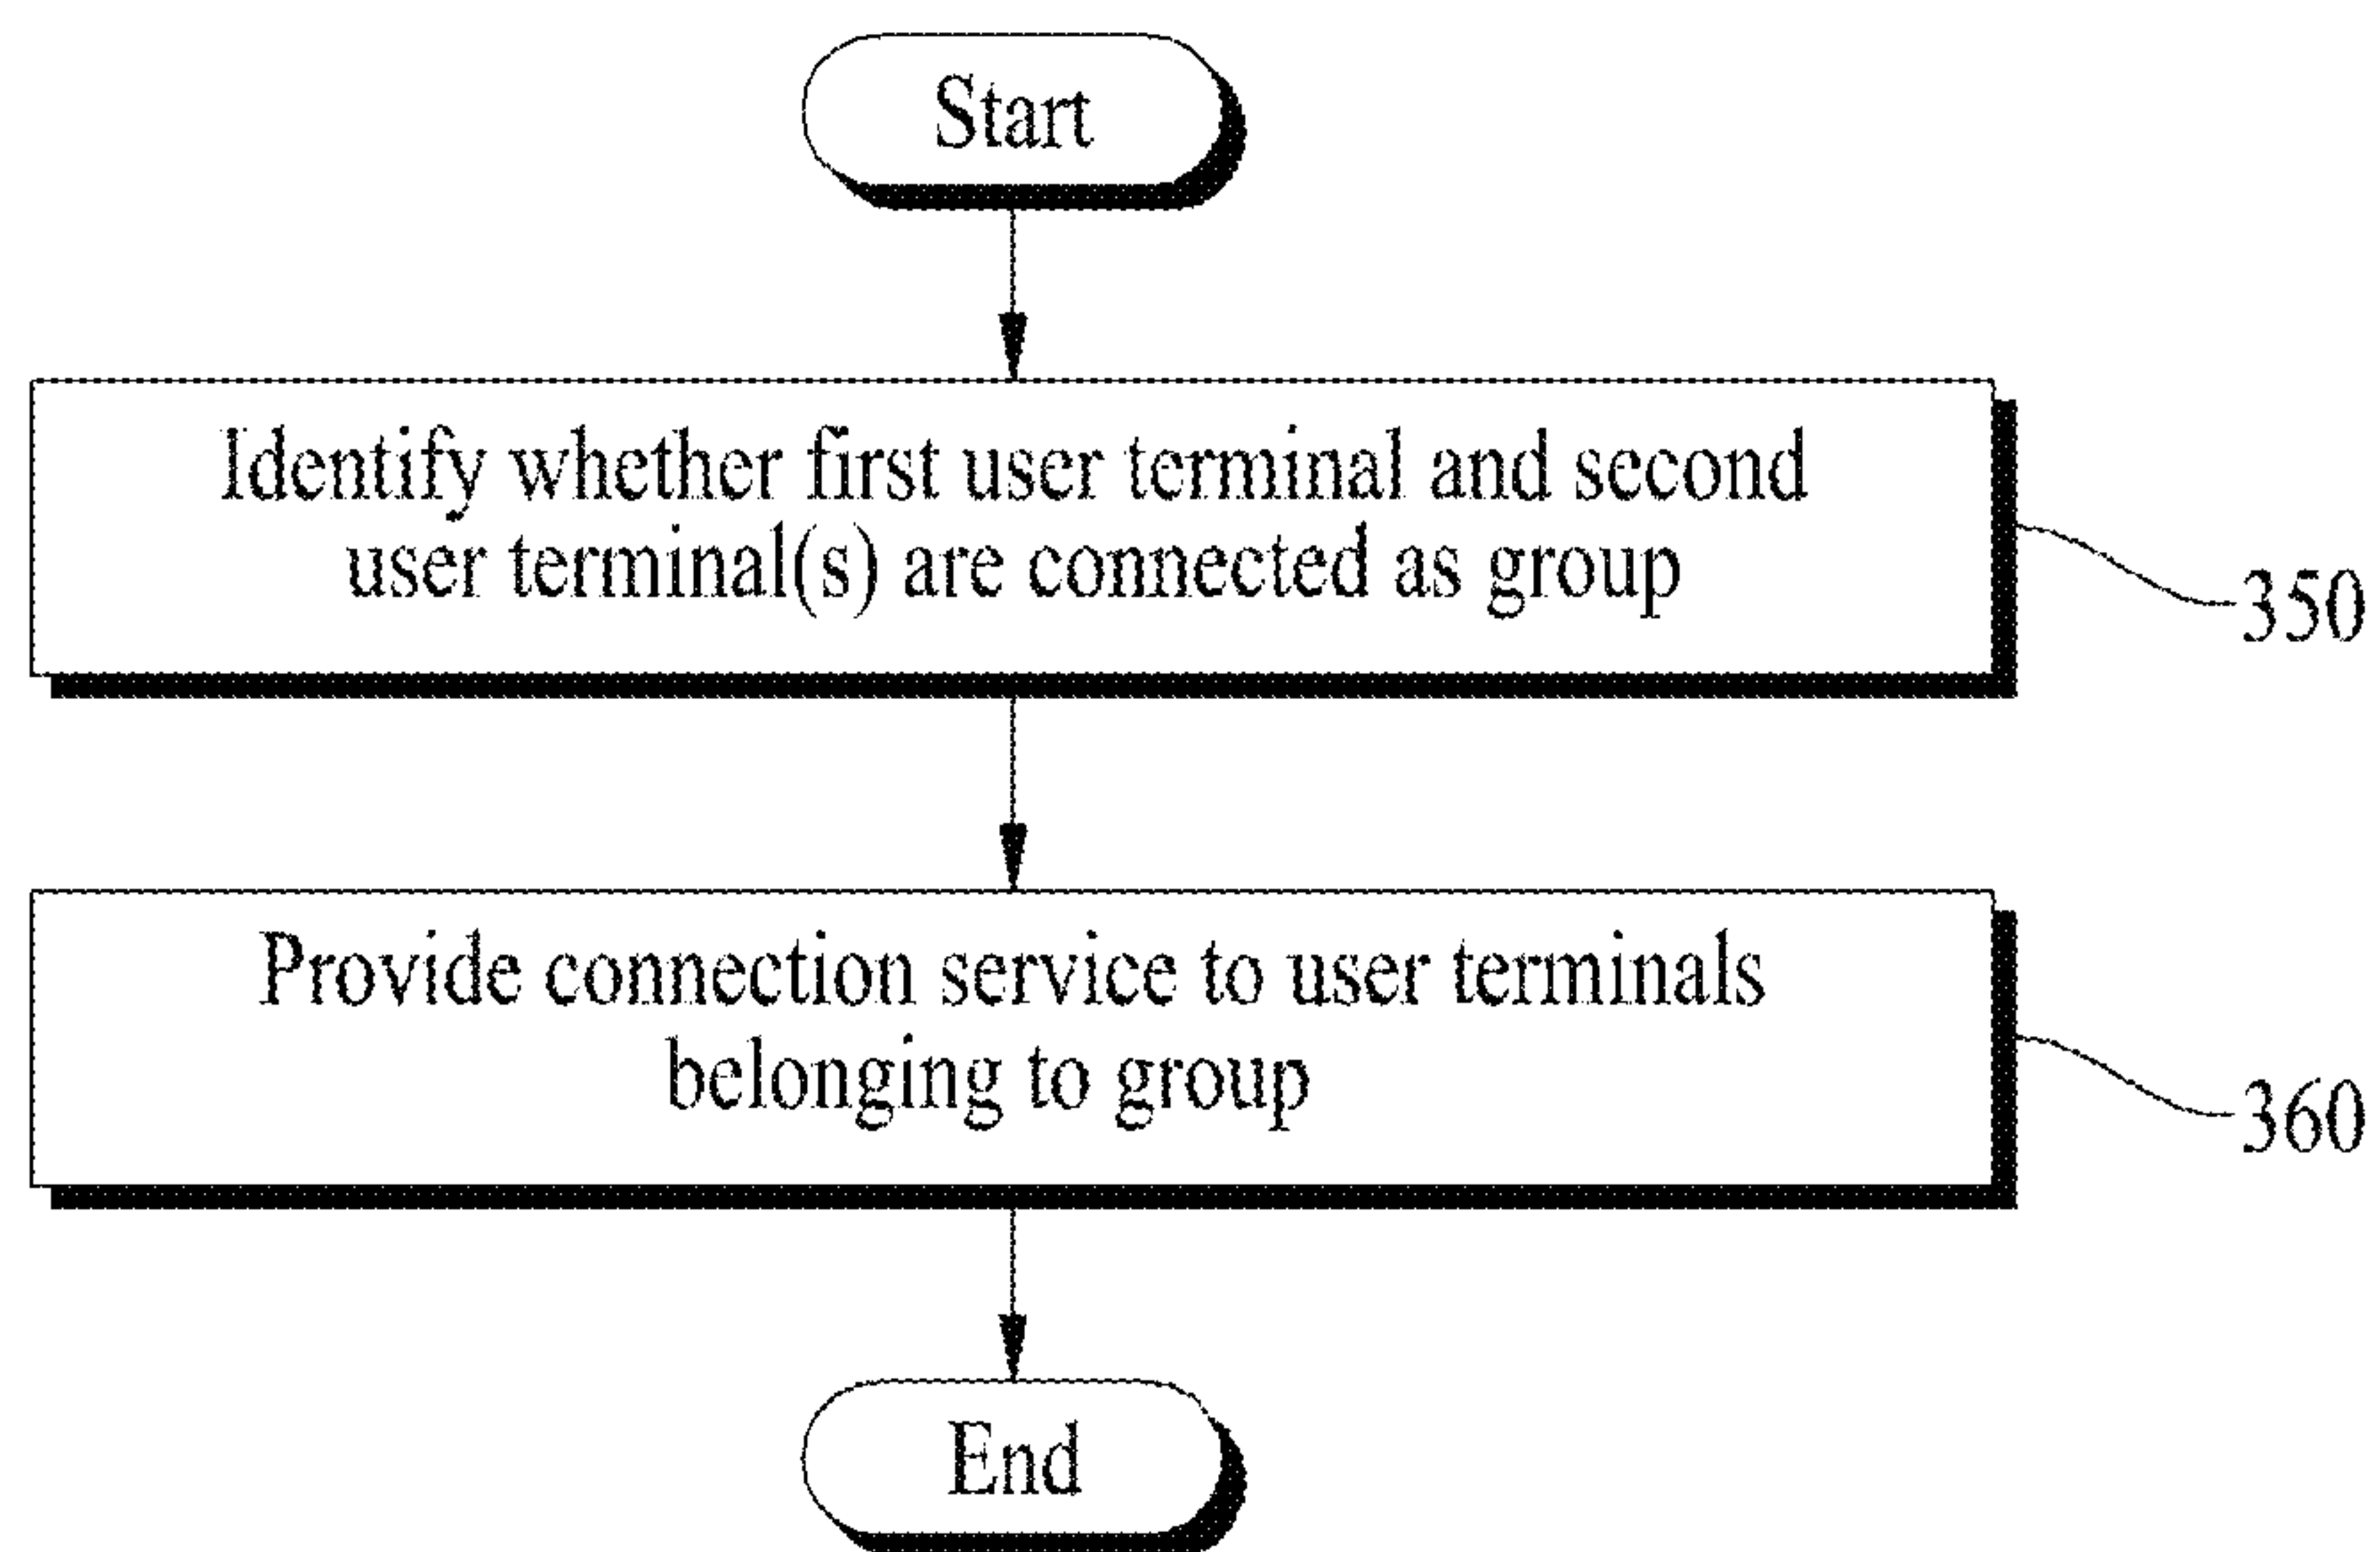 Start
Identify whether first user terminal and second
user terminal(s) are connected as group
350
Provide connection service to user terminals
belonging to group
360
End